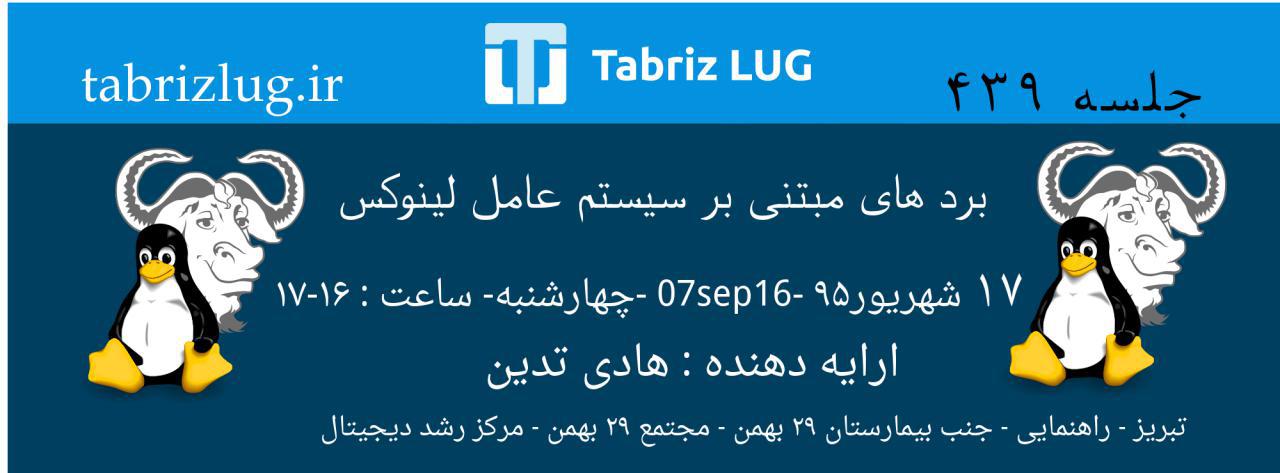 tabrizlug.ir
Tabriz LUG
جلسه ۴۳۹
برد های مبتنی بر سیستم عامل لینوکس
۱۷ شهریور۹۵ -07sep16 -چهارشنبه- ساعت : ۱۶-۱۷
ارایه دهنده : هادی تدین
تبریز - راهنمایی - جنب بیمارستان ۲۹ بهمن - مجتمع ۲۹ بهمن - مرکز رشد دیجیتال